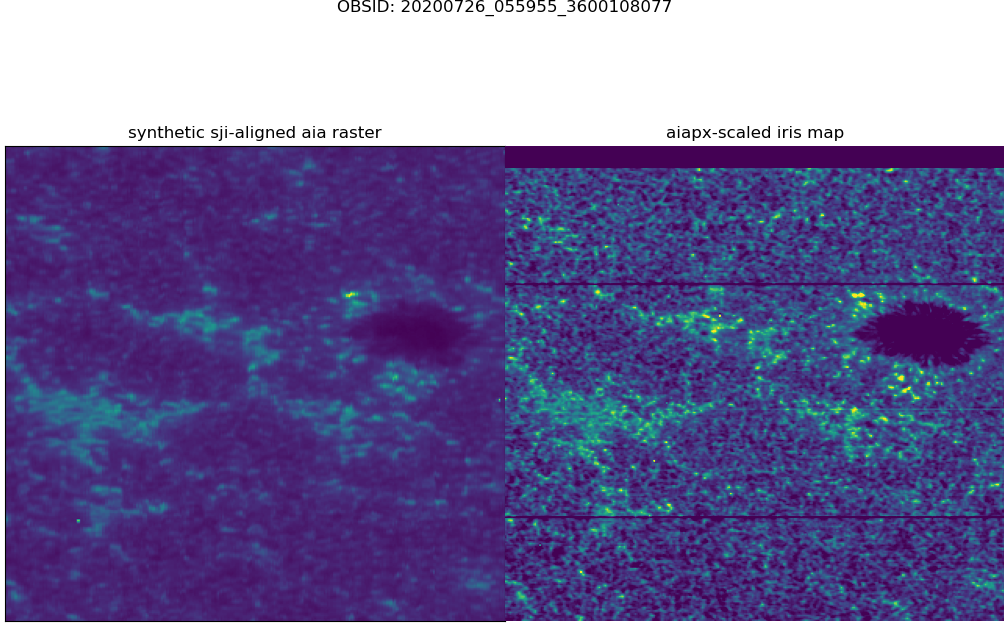 OBSID: 20200726_055955_3600108077
synthetic sji-aligned aia raster
aiapx-scaled iris map